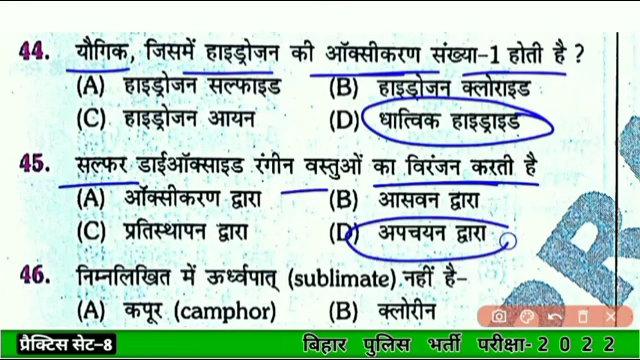 44. यौगिक, जिसमें हाइड्रोजन की ऑक्सीकरण संख्या-1 होती है ?
(A) हाइड्रोजन सल्फाइड (B) हाइड्रोजन क्लोराइड
(C) हाइड्रोजन आयन (D) धात्विक हाइड्राइड
45. सल्फर डाईऑक्साइड रंगीन वस्तुओं का विरंजन करती है
(A) ऑक्सीकरण द्वारा (B) आसवन द्वारा
(C) प्रतिस्थापन द्वारा (D) अपचयन द्वारा
46. निम्नलिखित में ऊर्ध्वपात् (sublimate) नहीं है–
(A) कपूर (camphor) (B) क्लोरीन
प्रैक्टिस सेट-8 बिहार पुलिस भर्ती परीक्षा-2022